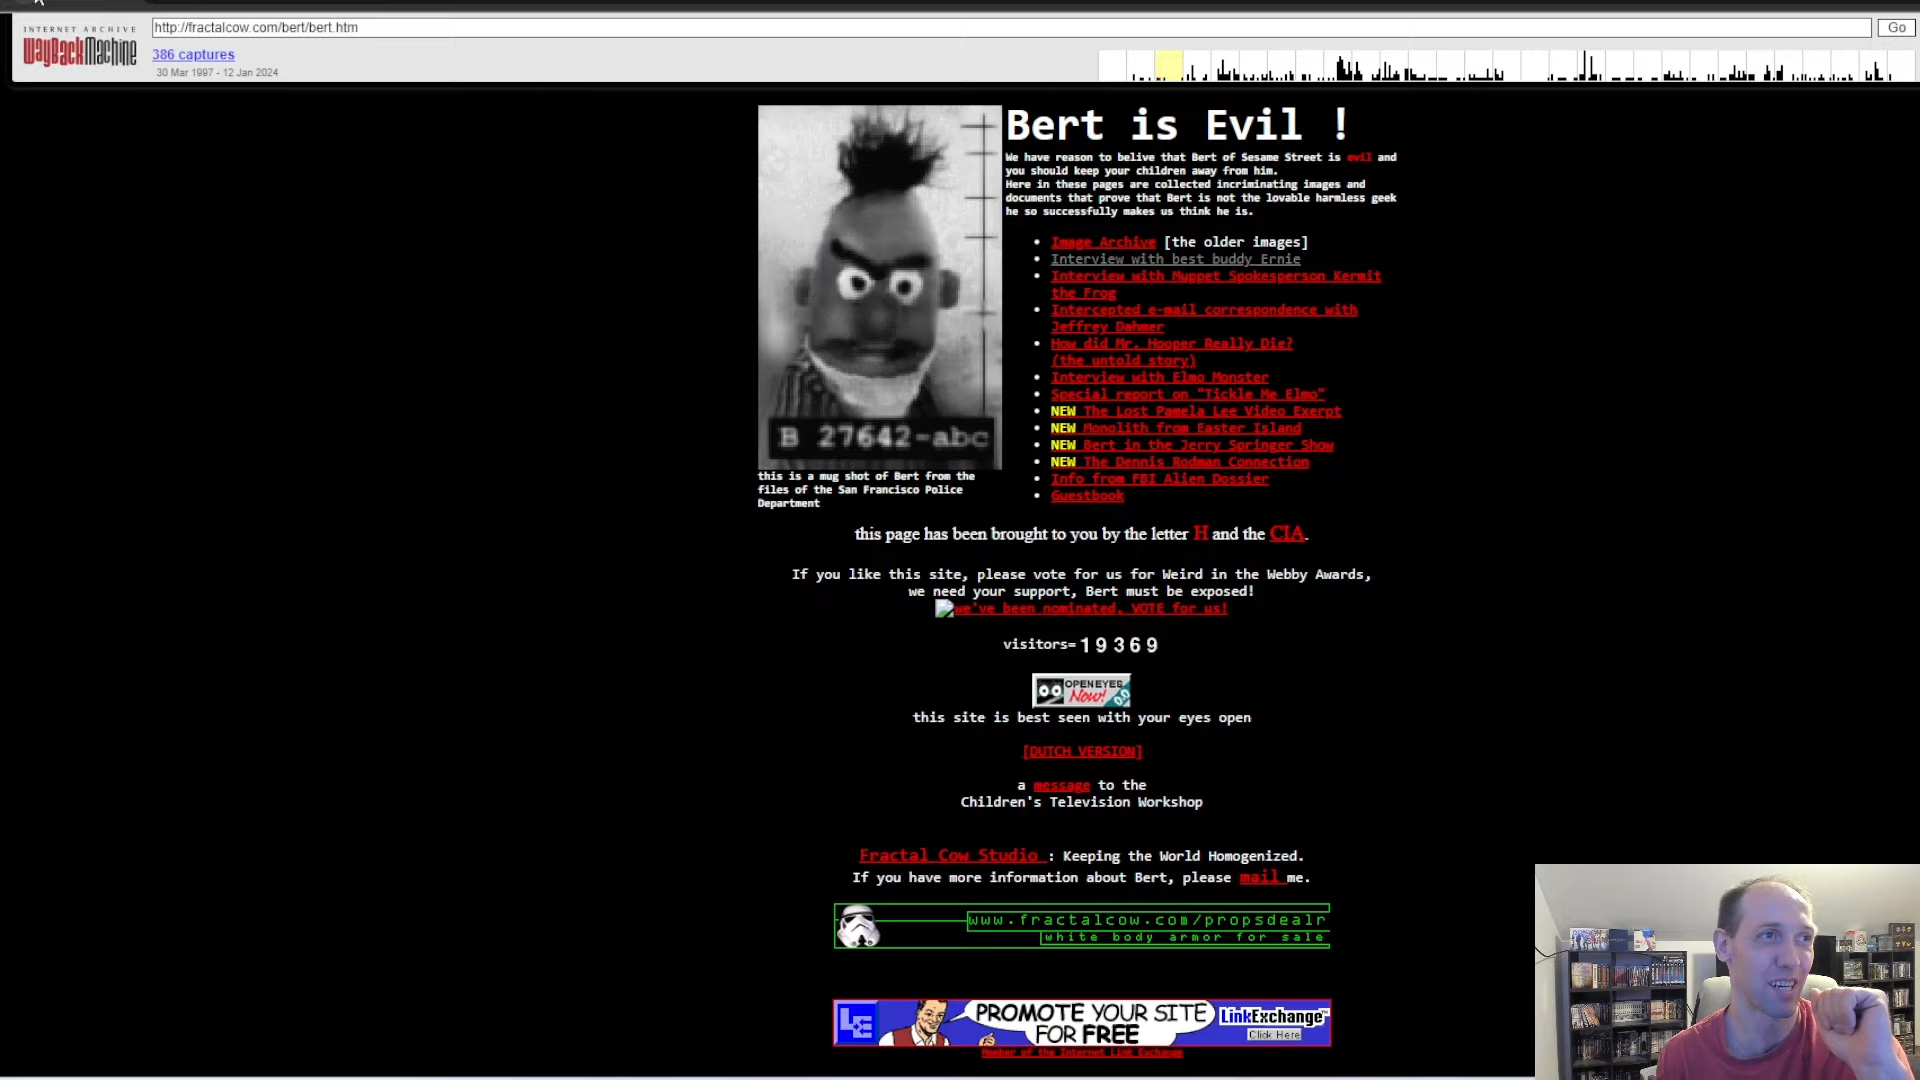 INTERNET ARCHIVE
WayBackMachine
http://fractalcow.com/bert/bert.htm
Go
386 captures
30 Mar 1997 - 12 Jan 2024
Bert is Evil !
We have reason to belive that Bert of Sesame Street is evil and
you should keep your children away from him.
Here in these pages are collected incriminating images and
documents that prove that Bert is not the lovable harmless geek
he so successfully makes us think he is.
B 27642-abc
this is a mug shot of Bert from the
files of the San Francisco Police
Department
Image Archive [the older images]
Interview with best buddy Ernie
Interview with Muppet Spokesperson Kermit
the Frog
Intercepted e-mail correspondence with
Jeffrey Dahmer
How did Mr. Hooper Really Die?
(the untold story)
Interview with Elmo Monster
Special report on "Tickle Me Elmo"
NEW The Lost Pamela Lee Video Exerpt
NEW Monolith from Easter Island
NEW Bert in the Jerry Springer Show
NEW The Dennis Rodman Connection
Info from FBI Alien Dossier
Guestbook
this page has been brought to you by the letter H and the CIA.
If you like this site, please vote for us for Weird in the Webby Awards,
we need your support, Bert must be exposed!
we've been nominated. VOTE for us!
visitors= 19369
OPEN EYES
Now! 0.0
this site is best seen with your eyes open
[DUTCH VERSION]
a message to the
Children's Television Workshop
Fractal Cow Studio : Keeping the World Homogenized.
If you have more information about Bert, please mail me.
www.fractalcow.com/propsdealr
white body armor for sale
LE
PROMOTE YOUR SITE
FOR FREE
LinkExchange
Click Here
Member of the Internet Link Exchange